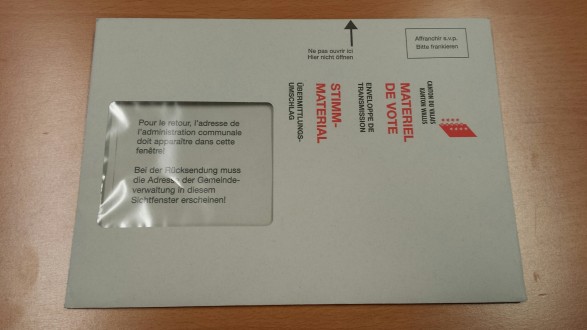 Ne pas ouvrir ici
Hier nicht öffnen
Affranchir s.v.p.
Bitte frankieren
CANTON DU VALAIS
KANTON WALLIS
MATERIEL
DE VOTE
ENVELOPPE DE
TRANSMISSION
STIMM-
MATERIAL
ÜBERMITTLUNGS-
UMSCHLAG
Pour le retour, l'adresse de
l'administration communale
doit apparaître dans cette
fenêtre!
Bei der Rücksendung muss
die Adresse der Gemeinde-
verwaltung in diesem
Sichtfenster erscheinen!